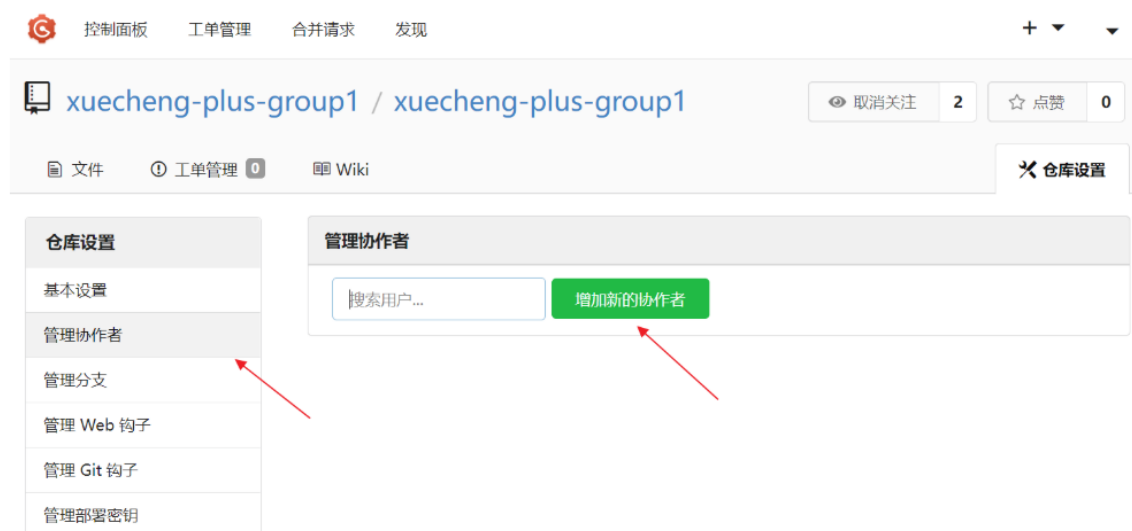 控制面板 工单管理 合并请求 发现
xuecheng-plus-group1 / xuecheng-plus-group1
取消关注 2 点赞 0
文件 工单管理 0 Wiki 仓库设置
仓库设置
基本设置
管理协作者
管理分支
管理 Web 钩子
管理 Git 钩子
管理部署密钥
管理协作者
搜索用户... 增加新的协作者